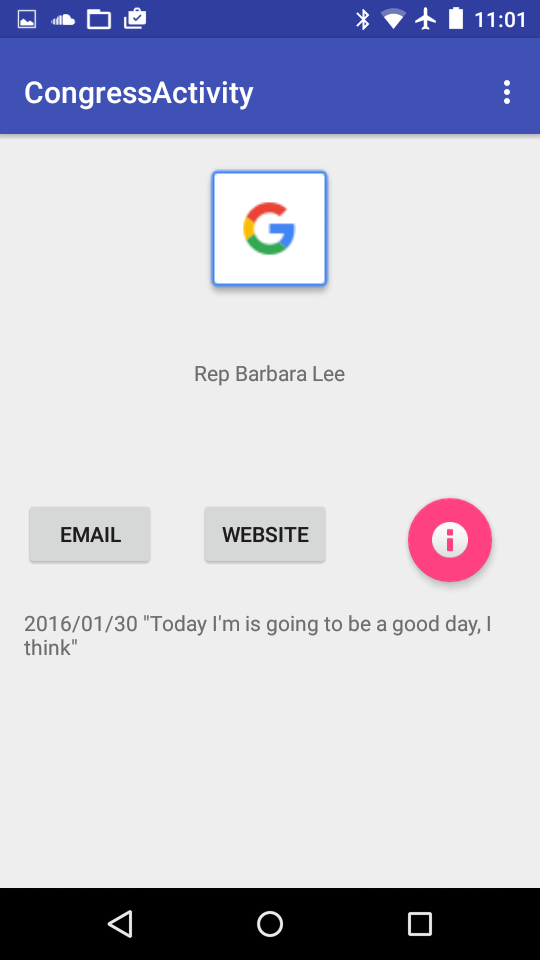 11:01
CongressActivity
G
Rep Barbara Lee
EMAIL
WEBSITE
2016/01/30 "Today I'm is going to be a good day, I
think"